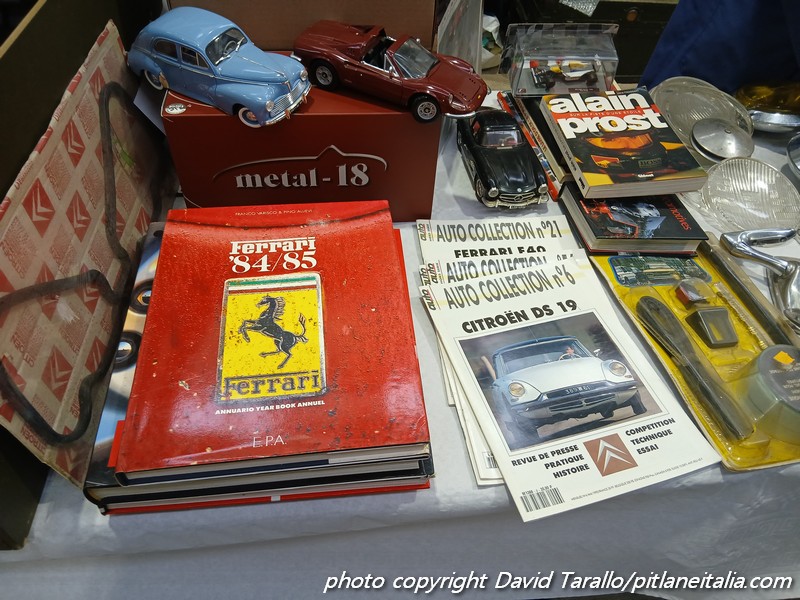 metal-18
alain
prost
FRANCO VARISCO & PINO ALLIEVI
Ferrari
'84/'85
Ferrari
ANNUARIO YEAR BOOK ANNUEL
E.P.A.
AUTO COLLECTION n°21
FERRARI F40
AUTO COLLECTION
AUTO COLLECTION n°6
CITROËN DS 19
REVUE DE PRESSE
PRATIQUE
HISTOIRE
COMPETITION
TECHNIQUE
ESSAI
photo copyright David Tarallo/pitlaneitalia.com